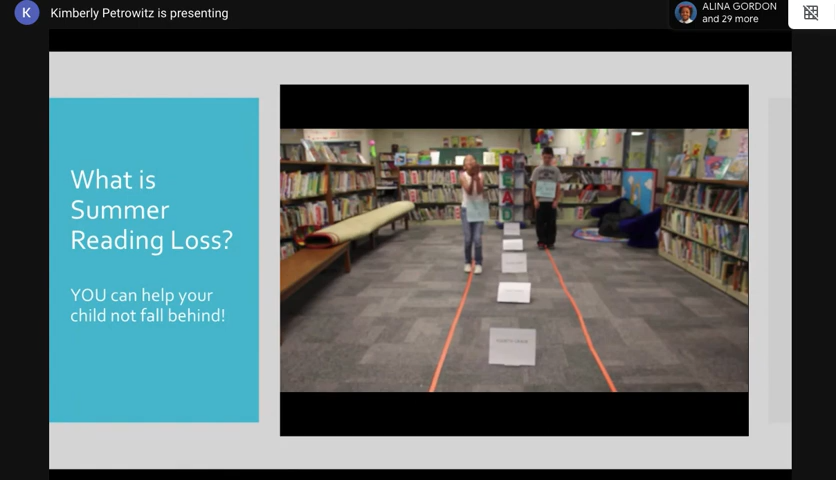 K
Kimberly Petrowitz is presenting
ALINA GORDON
and 29 more
What is
Summer
Reading Loss?
YOU can help your
child not fall behind!
READ